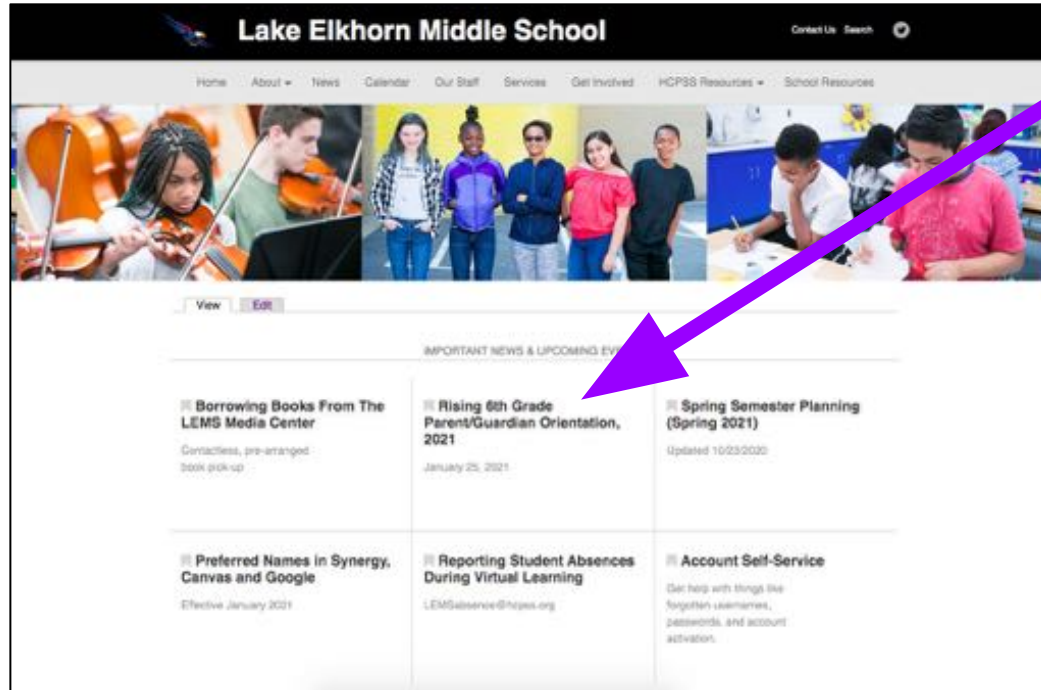 Lake Elkhorn Middle School
Contact Us Search
Home About News Calendar Our Staff Services Get Involved HCPSS Resources School Resources
View Edit
IMPORTANT NEWS & UPCOMING
Borrowing Books From The
LEMS Media Center
Contactless, pre-arranged
book pick-up
Rising 6th Grade
Parent/Guardian Orientation,
2021
January 25, 2021
Spring Semester Planning
(Spring 2021)
Updated 10/23/2020
Preferred Names in Synergy,
Canvas and Google
Effective January 2021
Reporting Student Absences
During Virtual Learning
LEMSabsence@hcpss.org
Account Self-Service
Get help with things like
forgotten usernames,
passwords, and account
activation.